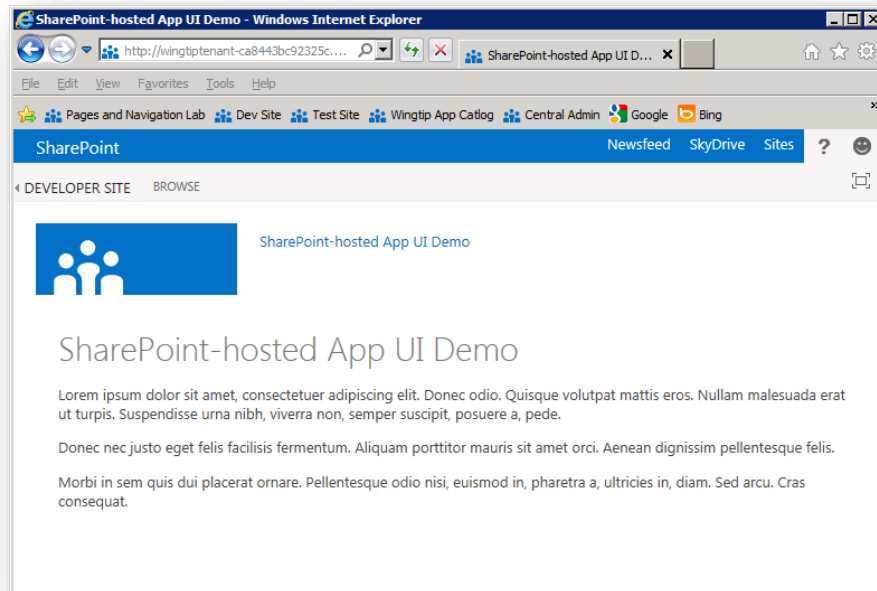 SharePoint-hosted App UI Demo - Windows Internet Explorer
http://wingtiptenant-ca8443bc92325c.... SharePoint-hosted App UI D...
File Edit View Favorites Tools Help
Pages and Navigation Lab Dev Site Test Site Wingtip App Catlog Central Admin Google Bing
SharePoint Newsfeed SkyDrive Sites ?
DEVELOPER SITE BROWSE
SharePoint-hosted App UI Demo
SharePoint-hosted App UI Demo
Lorem ipsum dolor sit amet, consectetuer adipiscing elit. Donec odio. Quisque volutpat mattis eros. Nullam malesuada erat
ut turpis. Suspendisse urna nibh, viverra non, semper suscipit, posuere a, pede.
Donec nec justo eget felis facilisis fermentum. Aliquam porttitor mauris sit amet orci. Aenean dignissim pellentesque felis.
Morbi in sem quis dui placerat ornare. Pellentesque odio nisi, euismod in, pharetra a, ultricies in, diam. Sed arcu. Cras
consequat.